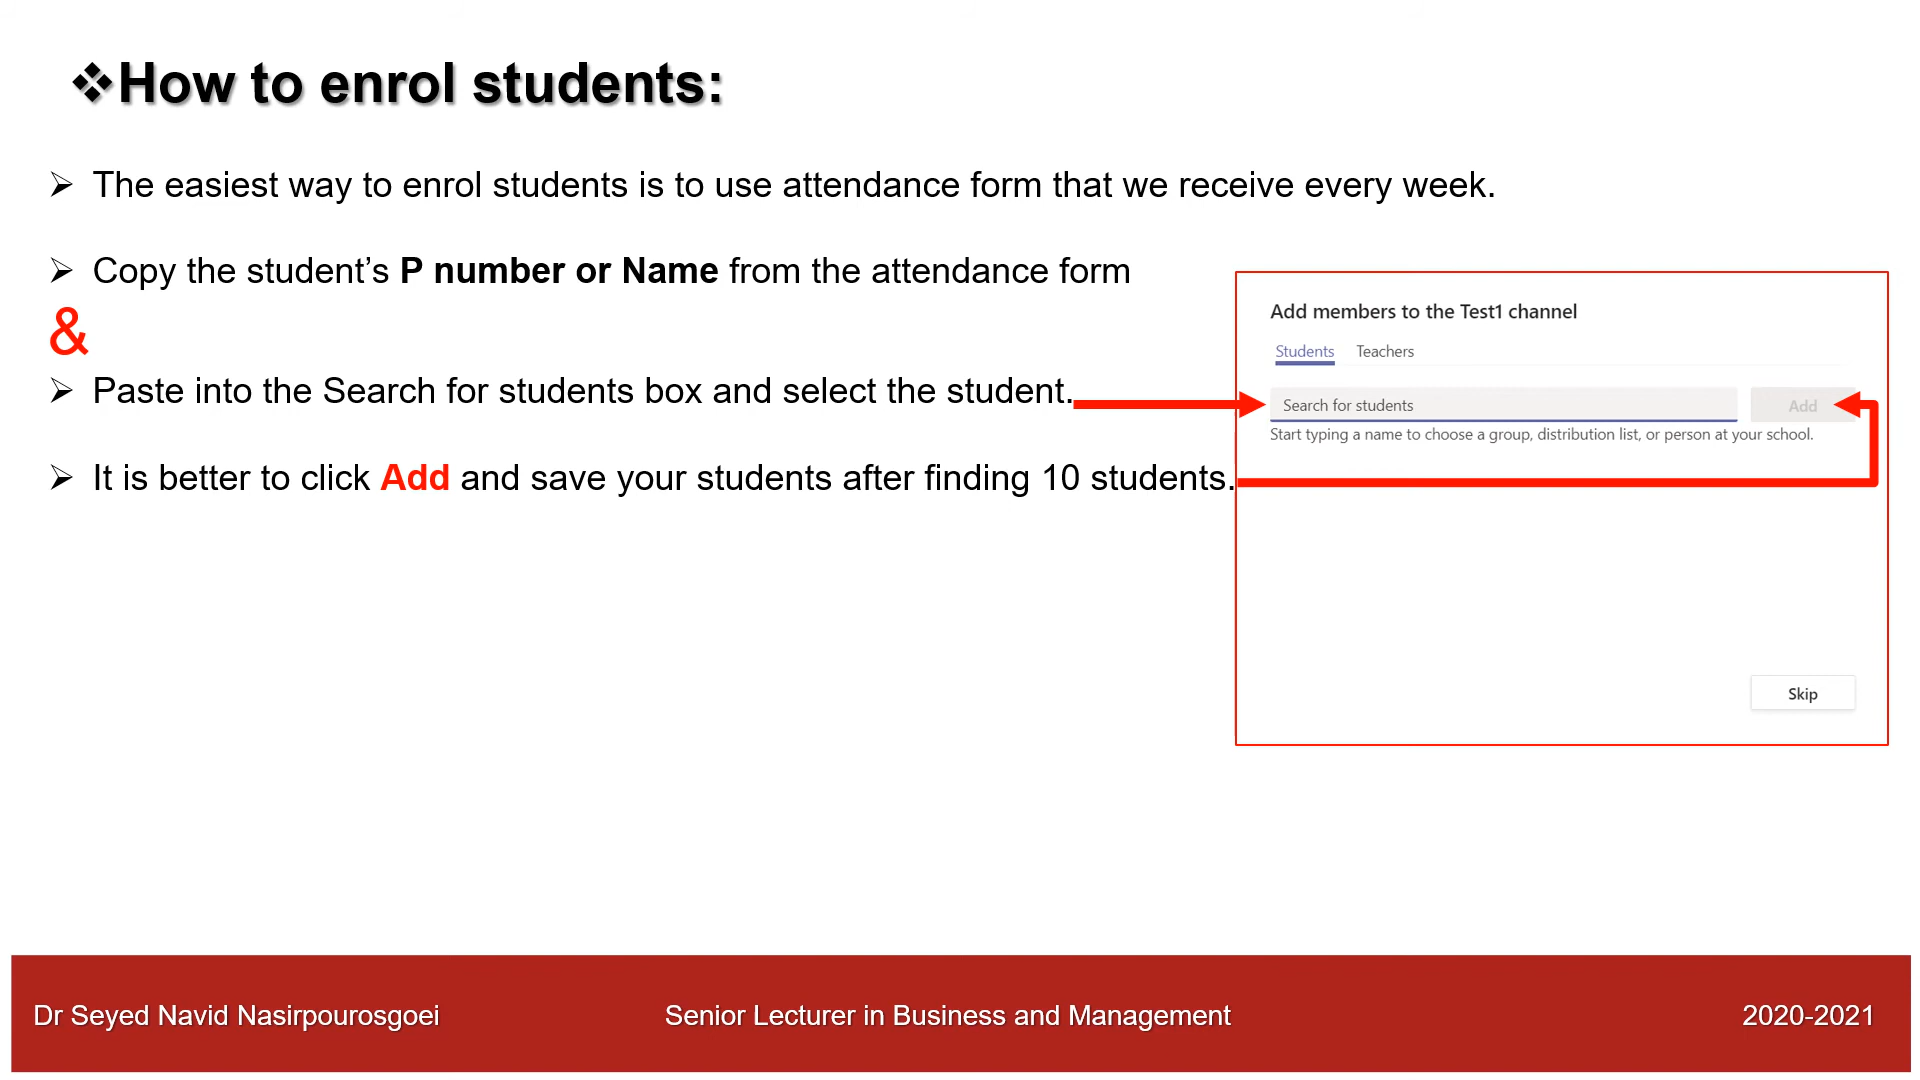 ❖How to enrol students:
➢ The easiest way to enrol students is to use attendance form that we receive every week.
➢ Copy the student’s P number or Name from the attendance form
&
➢ Paste into the Search for students box and select the student.
➢ It is better to click Add and save your students after finding 10 students.
Add members to the Test1 channel
Students Teachers
Search for students Add
Start typing a name to choose a group, distribution list, or person at your school.
Skip
Dr Seyed Navid Nasirpourosgoei Senior Lecturer in Business and Management 2020-2021